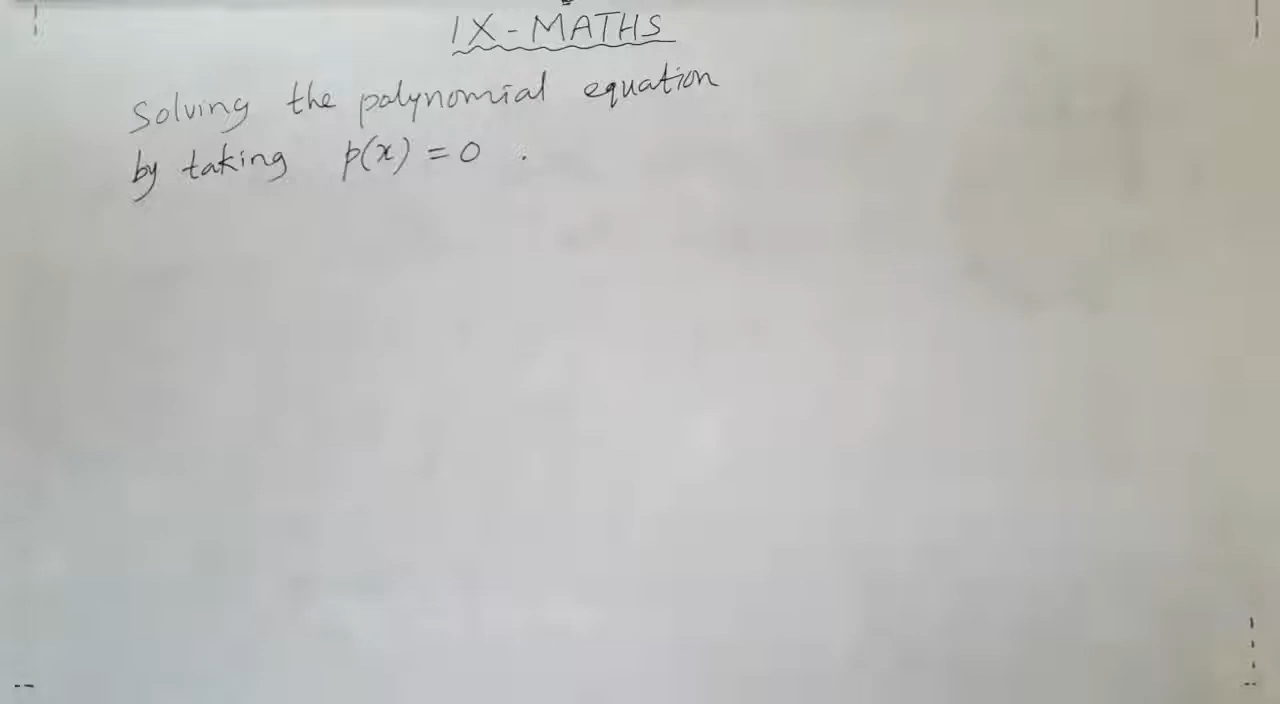 IX-MATHS
Solving the polynomial equation
by taking p(x) = 0 .